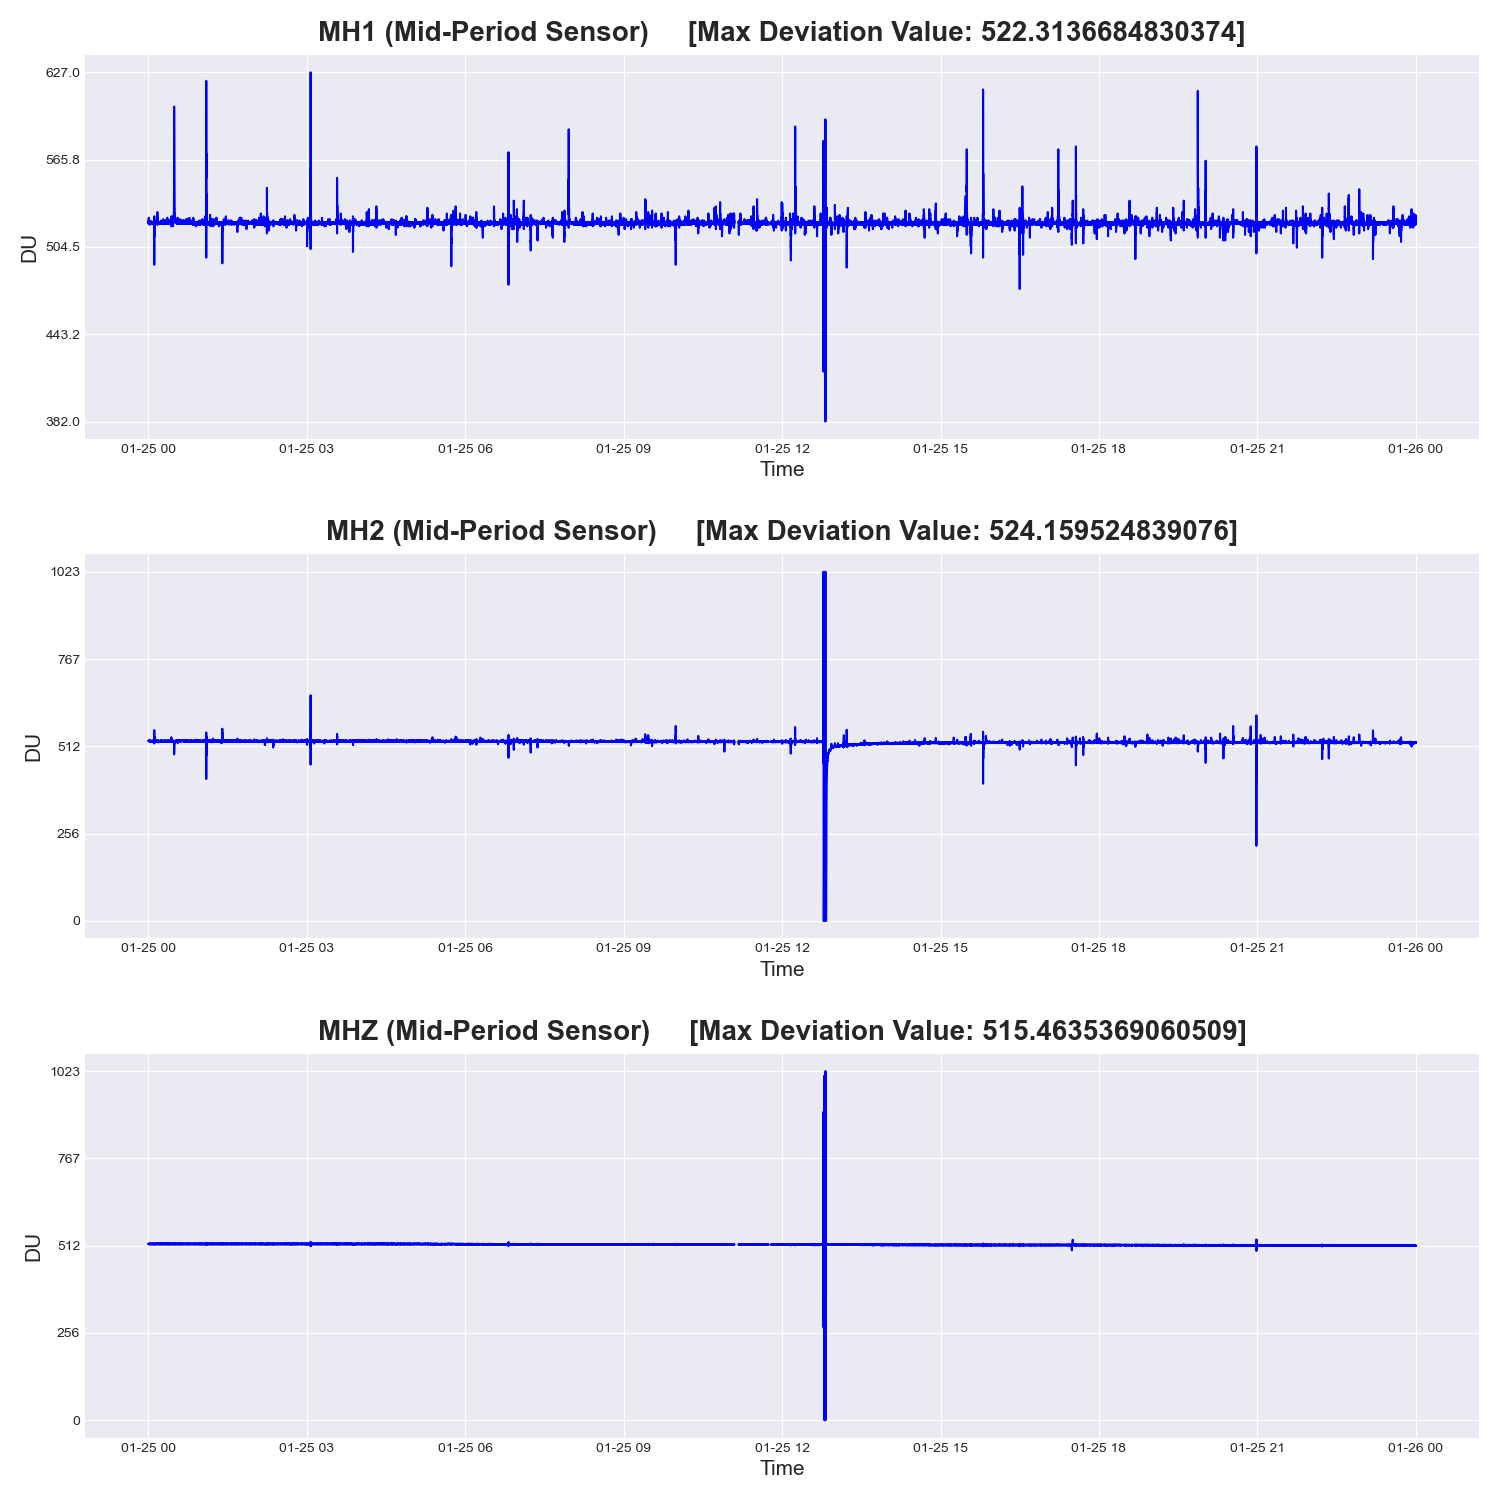 MH1 (Mid-Period Sensor) [Max Deviation Value: 522.3136684830374]
627.0
565.8
504.5
443.2
382.0
DU
01-25 00 01-25 03 01-25 06 01-25 09 01-25 12 01-25 15 01-25 18 01-25 21 01-26 00
Time
MH2 (Mid-Period Sensor) [Max Deviation Value: 524.159524839076]
1023
767
512
256
0
DU
01-25 00 01-25 03 01-25 06 01-25 09 01-25 12 01-25 15 01-25 18 01-25 21 01-26 00
Time
MHZ (Mid-Period Sensor) [Max Deviation Value: 515.4635369060509]
1023
767
512
256
0
DU
01-25 00 01-25 03 01-25 06 01-25 09 01-25 12 01-25 15 01-25 18 01-25 21 01-26 00
Time